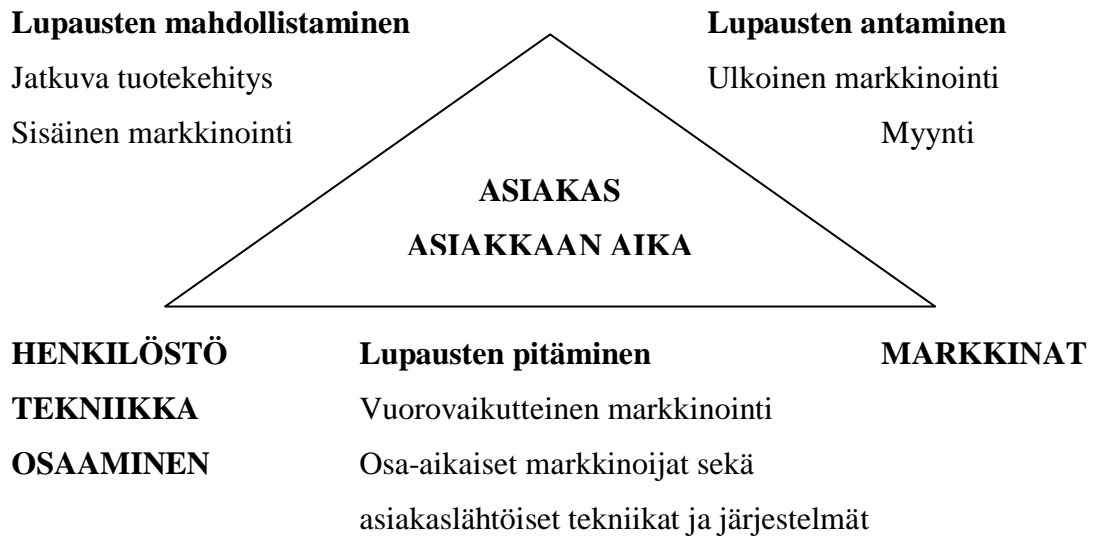 Lupausten mahdollistaminen Lupausten antaminen
Jatkuva tuotekehitys Ulkoinen markkinointi
Sisäinen markkinointi Myynti
ASIAKAS
ASIAKKAAN AIKA
HENKILÖSTÖ Lupausten pitäminen MARKKINAT
TEKNIIKKA Vuorovaikutteinen markkinointi
OSAAMINEN Osa-aikaiset markkinoijat sekä
asiakaslähtöiset tekniikat ja järjestelmät